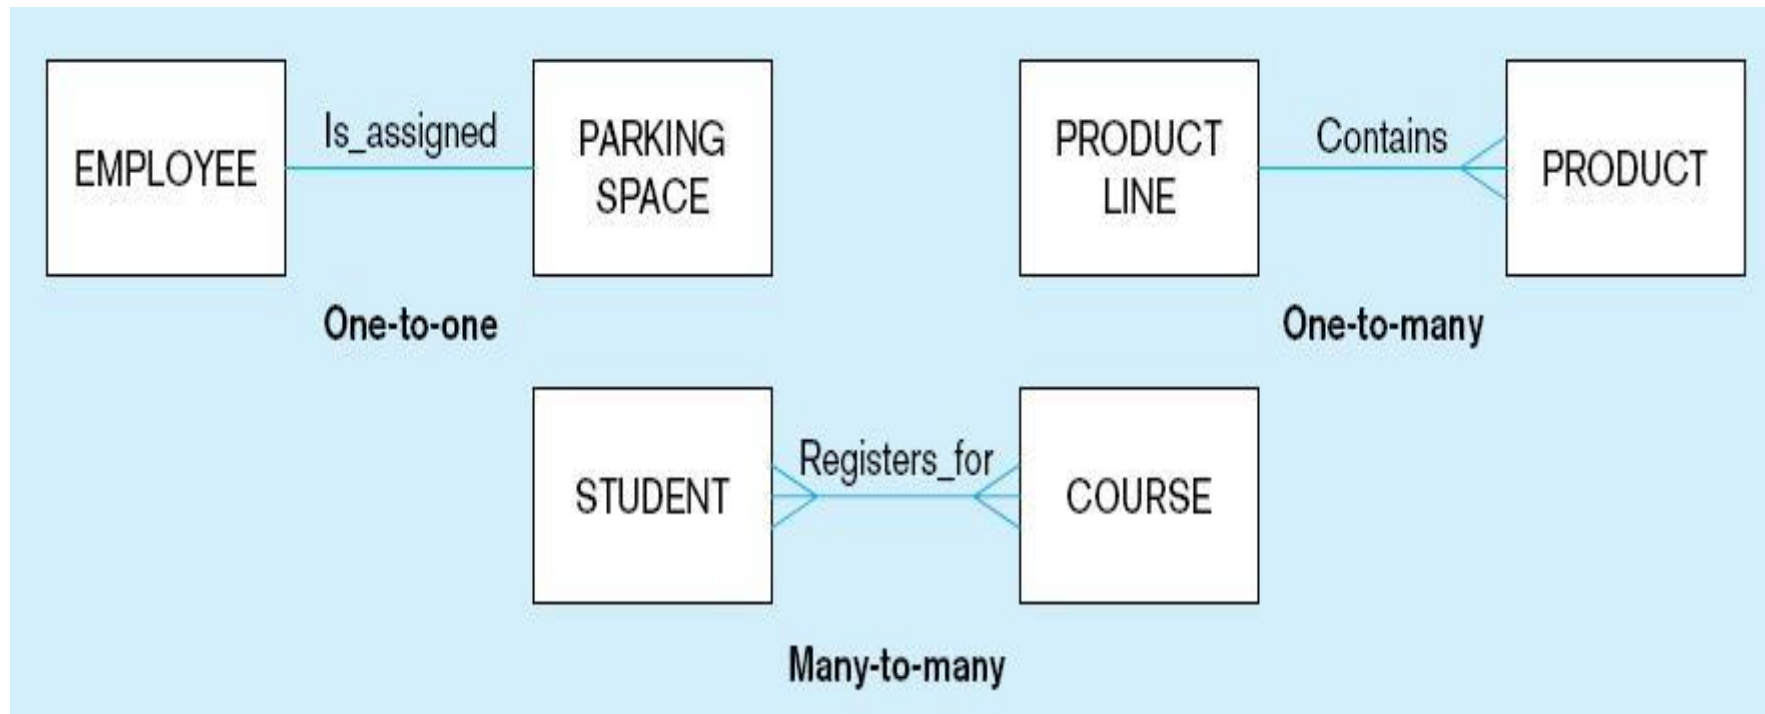 EMPLOYEE
Is_assigned
PARKING
SPACE
One-to-one
PRODUCT
LINE
Contains
PRODUCT
One-to-many
STUDENT
Registers_for
COURSE
Many-to-many